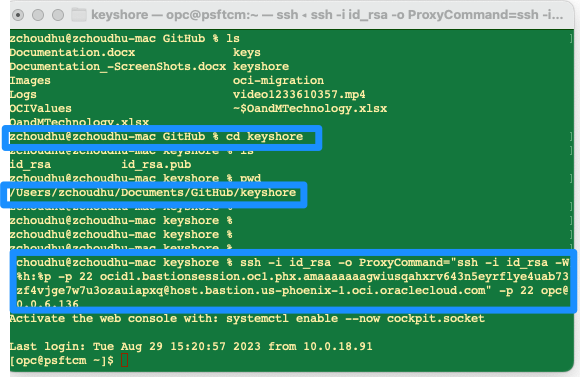 keyshore — opc@psftcm:~ — ssh ◂ ssh -i id_rsa -o ProxyCommand=ssh -i...
zchoudhu@zchoudhu-mac GitHub % ls
Documentation.docx keys
Documentation_-ScreenShots.docx keyshore
Images oci-migration
Logs video1233610357.mp4
OCIValues ~$OandMTechnology.xlsx
OandMTechnology.xlsx
zchoudhu@zchoudhu-mac GitHub % cd keyshore
zchoudhu@zchoudhu-mac keyshore % ls
id_rsa id_rsa.pub
zchoudhu@zchoudhu-mac keyshore % pwd
/Users/zchoudhu/Documents/GitHub/keyshore
zchoudhu@zchoudhu-mac keyshore %
zchoudhu@zchoudhu-mac keyshore %
zchoudhu@zchoudhu-mac keyshore %
zchoudhu@zchoudhu-mac keyshore % ssh -i id_rsa -o ProxyCommand="ssh -i id_rsa -W
%h:%p -p 22 ocid1.bastionsession.oc1.phx.amaaaaaaagwiusqahxrv643n5eyrflye4uab73
zf4vjge7w7u3ozauiapxq@host.bastion.us-phoenix-1.oci.oraclecloud.com" -p 22 opc@
0.0.6.136
Activate the web console with: systemctl enable --now cockpit.socket
Last login: Tue Aug 29 15:20:57 2023 from 10.0.18.91
[opc@psftcm ~]$